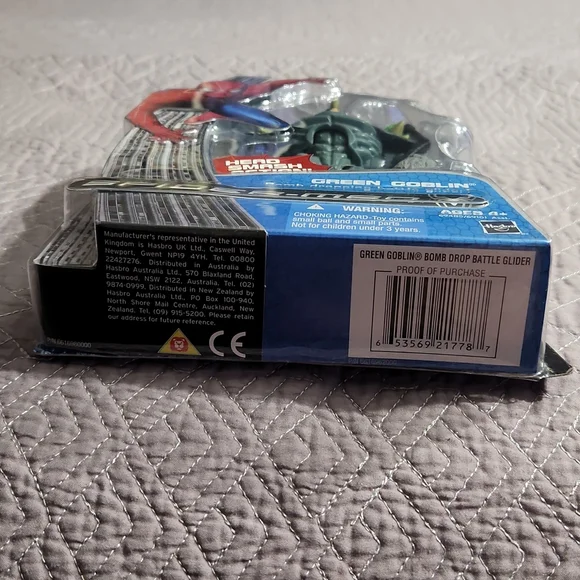 HERO
SMASH
ACTION!
GREEN GOBLIN
AGES 4+
WARNING:
CHOKING HAZARD-Toy contains
small ball and small parts.
Not for children under 3 years.
Hasbro
Manufacturer's representative in the United
Kingdom is Hasbro UK Ltd., Caswell Way,
Newport, Gwent NP19 4YH. Tel. 00800
22427276. Distributed in Australia by
Hasbro Australia Ltd., 570 Blaxland Road,
Eastwood, NSW 2122, Australia. Tel. (02)
9874-0999. Distributed in New Zealand by
Hasbro Australia Ltd., PO Box 100-940,
North Shore Mail Centre, Auckland, New
Zealand. Tel. (09) 915-5200. Please retain
our address for future reference.
CE
GREEN GOBLIN® BOMB DROP BATTLE GLIDER
PROOF OF PURCHASE
6 53569 21778 7